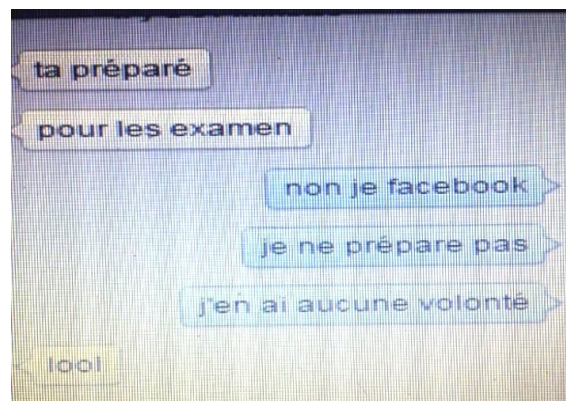 ta préparé
pour les examen
non je facebook
je ne prépare pas
j'en ai aucune volonté
lool